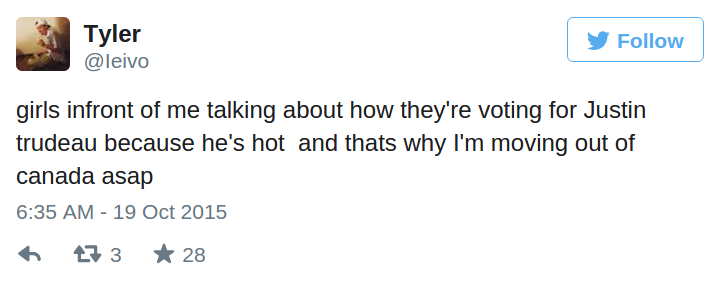 Tyler
@leivo
Follow
girls infront of me talking about how they're voting for Justin
trudeau because he's hot  and thats why I'm moving out of
canada asap
6:35 AM - 19 Oct 2015
3
28